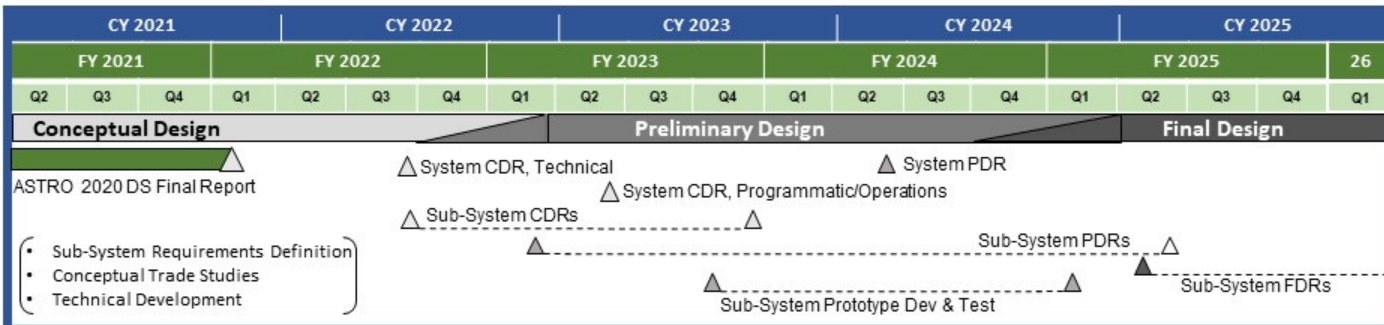 CY 2021 CY 2022 CY 2023 CY 2024 CY 2025
FY 2021 FY 2022 FY 2023 FY 2024 FY 2025 26
Q2 Q3 Q4 Q1 Q2 Q3 Q4 Q1 Q2 Q3 Q4 Q1 Q2 Q3 Q4 Q1 Q2 Q3 Q4 Q1
Conceptual Design Preliminary Design Final Design
System CDR, Technical System PDR
ASTRO 2020 DS Final Report System CDR, Programmatic/Operations
Sub-System CDRs
Sub-System PDRs
• Sub-System Requirements Definition
• Conceptual Trade Studies
• Technical Development
Sub-System FDRs
Sub-System Prototype Dev & Test